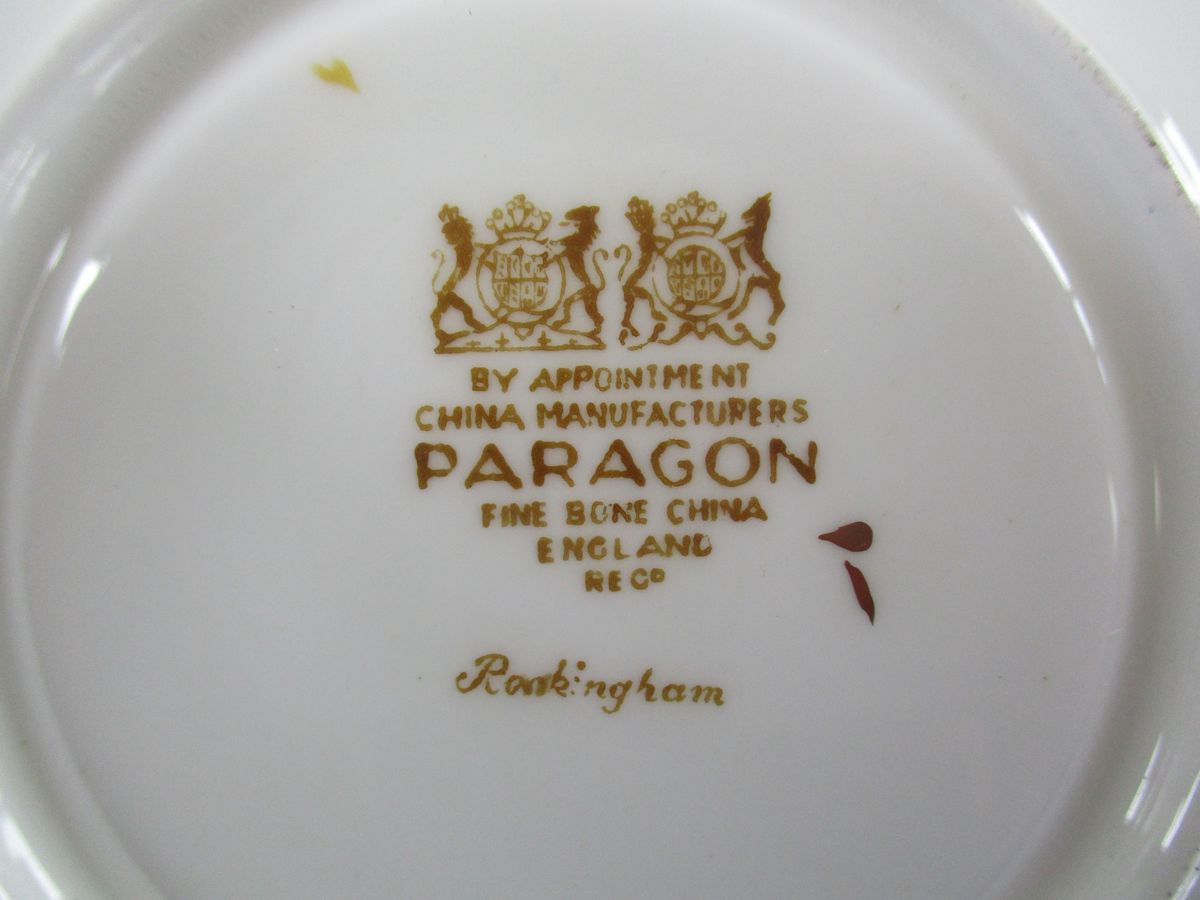 BY APPOINTMENT
CHINA MANUFACTURERS
PARAGON
FINE BONE CHINA
ENGLAND
REGD
Rockingham